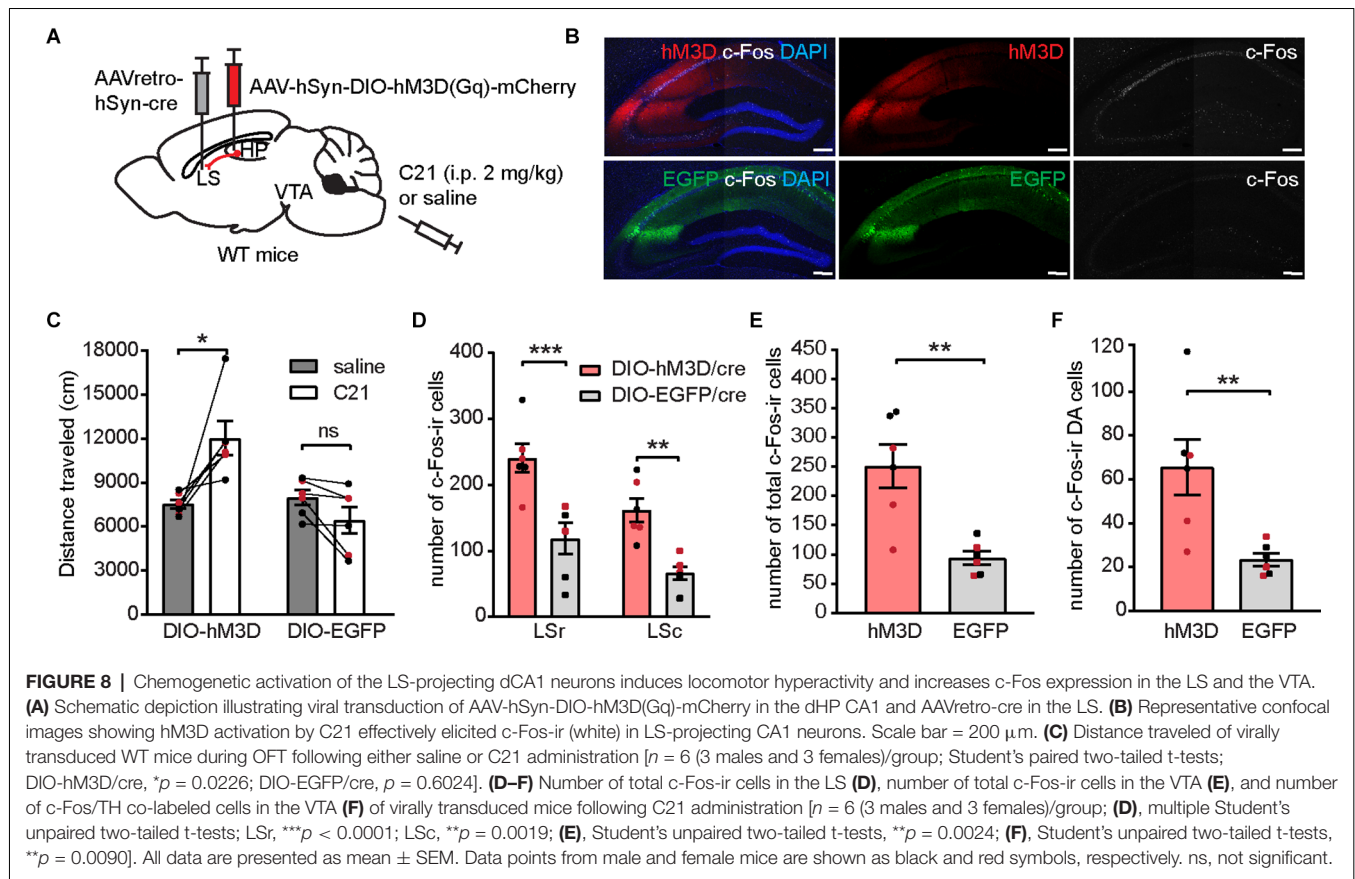 A
AAVretro-
hSyn-cre
AAV-hSyn-DIO-hM3D(Gq)-mCherry
HP
LS
VTA
C21 (i.p. 2 mg/kg)
or saline
WT mice
B
hM3D c-Fos DAPI
hM3D
c-Fos
EGFP c-Fos DAPI
EGFP
c-Fos
C
Distance traveled (cm)
18000
15000
12000
9000
6000
3000
0
*
ns
saline
C21
DIO-hM3D
DIO-EGFP
D
number of c-Fos-ir cells
400
300
200
100
0
***
**
DIO-hM3D/cre
DIO-EGFP/cre
LSr
LSc
E
number of total c-Fos-ir cells
450
400
350
300
250
200
150
100
50
0
**
hM3D
EGFP
F
number of c-Fos-ir DA cells
120
100
80
60
40
20
0
**
hM3D
EGFP
FIGURE 8 | Chemogenetic activation of the LS-projecting dCA1 neurons induces locomotor hyperactivity and increases c-Fos expression in the LS and the VTA.
(A) Schematic depiction illustrating viral transduction of AAV-hSyn-DIO-hM3D(Gq)-mCherry in the dHP CA1 and AAVretro-cre in the LS. (B) Representative confocal
images showing hM3D activation by C21 effectively elicited c-Fos-ir (white) in LS-projecting CA1 neurons. Scale bar = 200 μm. (C) Distance traveled of virally
transduced WT mice during OFT following either saline or C21 administration [n = 6 (3 males and 3 females)/group; Student's paired two-tailed t-tests;
DIO-hM3D/cre, *p = 0.0226; DIO-EGFP/cre, p = 0.6024]. (D–F) Number of total c-Fos-ir cells in the LS (D), number of total c-Fos-ir cells in the VTA (E), and number
of c-Fos/TH co-labeled cells in the VTA (F) of virally transduced mice following C21 administration [n = 6 (3 males and 3 females)/group; (D), multiple Student's
unpaired two-tailed t-tests; LSr, ***p < 0.0001; LSc, **p = 0.0019; (E), Student's unpaired two-tailed t-tests, **p = 0.0024; (F), Student's unpaired two-tailed t-tests,
**p = 0.0090]. All data are presented as mean ± SEM. Data points from male and female mice are shown as black and red symbols, respectively. ns, not significant.